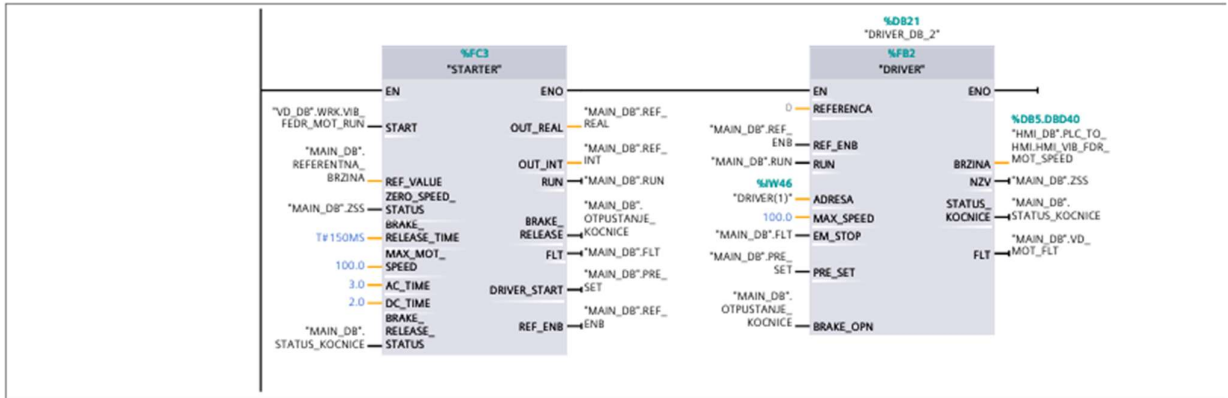 %DB21
"DRIVER_DB_2"
%FC3
"STARTER"
EN
ENO
"VD_DB".WRK.VIB_
FEDR_MOT_RUN
START
"MAIN_DB".
REFERENTNA_
BRZINA
REF_VALUE
"MAIN_DB".ZSS
ZERO_SPEED_
STATUS
T#150MS
BRAKE_
RELEASE_TIME
100.0
MAX_MOT_
SPEED
3.0
AC_TIME
2.0
DC_TIME
"MAIN_DB".
STATUS_KOCNICE
BRAKE_
RELEASE_
STATUS
OUT_REAL
"MAIN_DB".REF_
REAL
OUT_INT
"MAIN_DB".REF_
INT
RUN
"MAIN_DB".RUN
BRAKE_
RELEASE
"MAIN_DB".
OTPUSTANJE_
KOCNICE
FLT
"MAIN_DB".FLT
DRIVER_START
"MAIN_DB".PRE_
SET
REF_ENB
"MAIN_DB".REF_
ENB
%FB2
"DRIVER"
EN
ENO
0
REFERENCA
"MAIN_DB".REF_
ENB
REF_ENB
"MAIN_DB".RUN
RUN
%IW46
"DRIVER(1)"
ADRESA
100.0
MAX_SPEED
"MAIN_DB".FLT
EM_STOP
"MAIN_DB".PRE_
SET
PRE_SET
"MAIN_DB".
OTPUSTANJE_
KOCNICE
BRAKE_OPN
%DB5.DBD40
"HMI_DB".PLC_TO_
HMI.HMI_VIB_FDR_
MOT_SPEED
BRZINA
NZV
"MAIN_DB".ZSS
STATUS_
KOCNICE
"MAIN_DB".
STATUS_KOCNICE
FLT
"MAIN_DB".VD_
MOT_FLT